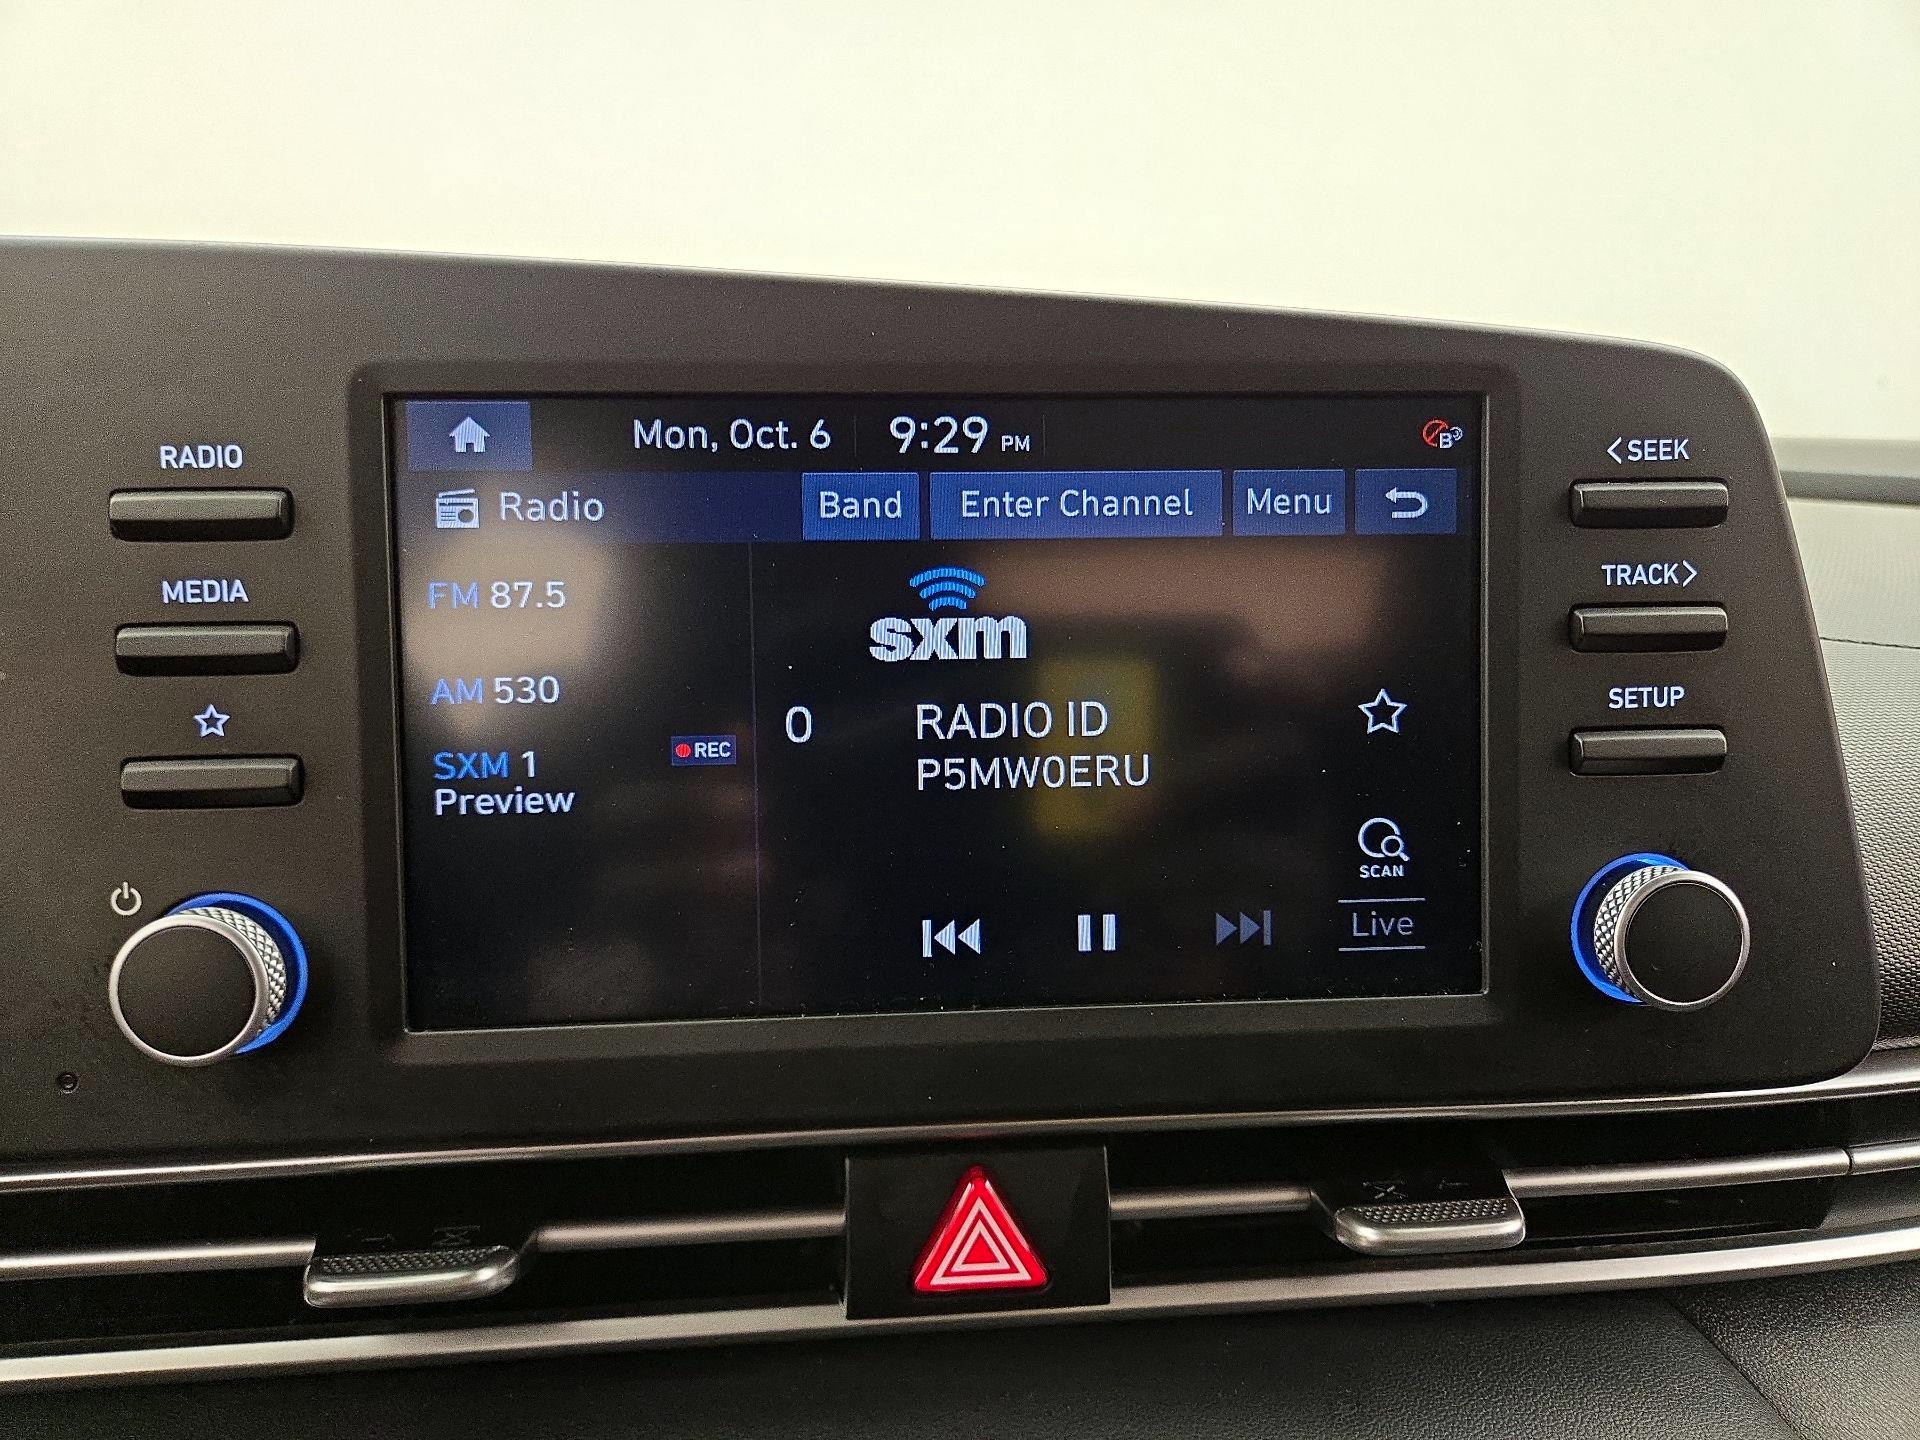 Mon, Oct. 6
9:29 PM
B
RADIO
MEDIA
Radio
Band
Enter Channel
Menu
FM 87.5
AM 530
SXM 1
Preview
REC
sxm
0
RADIO ID
P5MW0ERU
SCAN
Live
<SEEK
TRACK>
SETUP